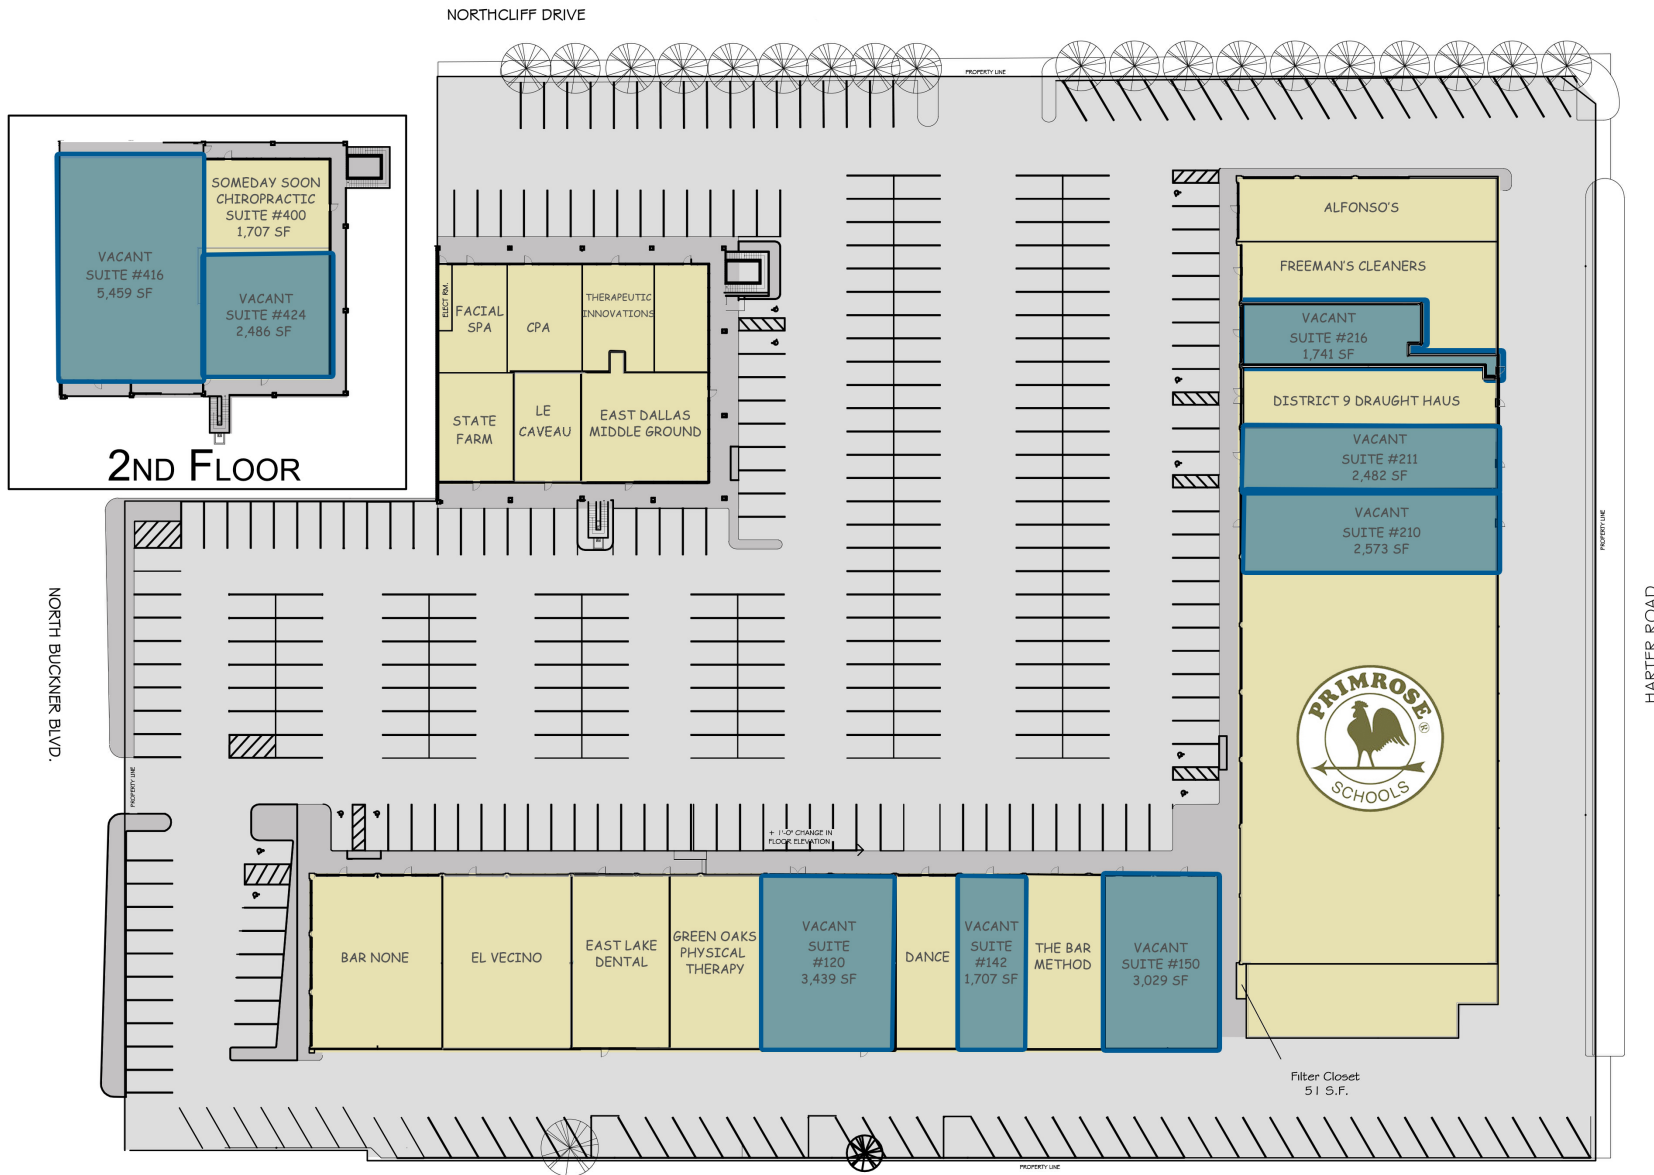 NORTHCLIFF DRIVE
PROPERTY LINE
SOMEDAY SOON
CHIROPRACTIC
SUITE #400
1,707 SF
VACANT
SUITE #416
5,459 SF
VACANT
SUITE #424
2,486 SF
2ND FLOOR
ELECT RM.
FACIAL
SPA
CPA
THERAPEUTIC
INNOVATIONS
STATE
FARM
LE
CAVEAU
EAST DALLAS
MIDDLE GROUND
ALFONSO'S
FREEMAN'S CLEANERS
VACANT
SUITE #216
1,741 SF
DISTRICT 9 DRAUGHT HAUS
VACANT
SUITE #211
2,482 SF
VACANT
SUITE #210
2,573 SF
PROPERTY LINE
HARTER ROAD
PRIMROSE®
SCHOOLS
NORTH BUCKNER BLVD.
PROPERTY LINE
+ 1'-0" CHANGE IN
FLOOR ELEVATION
BAR NONE
EL VECINO
EAST LAKE
DENTAL
GREEN OAKS
PHYSICAL
THERAPY
VACANT
SUITE
#120
3,439 SF
DANCE
VACANT
SUITE
#142
1,707 SF
THE BAR
METHOD
VACANT
SUITE #150
3,029 SF
Filter Closet
51 S.F.
PROPERTY LINE